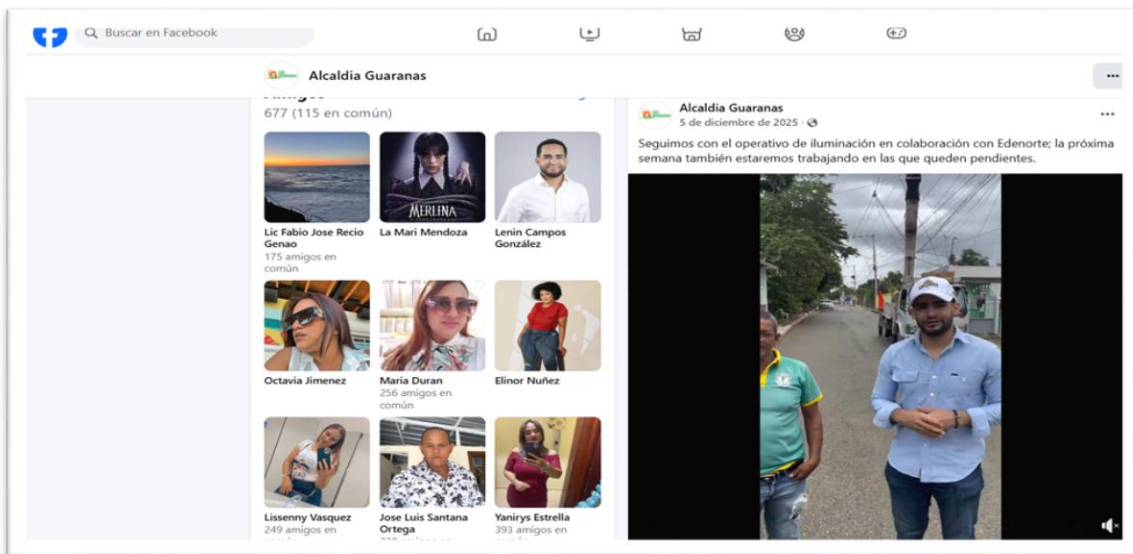 Buscar en Facebook
Alcaldia Guaranas
677 (115 en común)
MERLINA
Lic Fabio Jose Recio
Genao
175 amigos en
común
La Mari Mendoza
Lenin Campos
González
Octavia Jimenez
Maria Duran
256 amigos en
común
Elinor Nuñez
Lissenny Vasquez
249 amigos en
Jose Luis Santana
Ortega
Yanirys Estrella
393 amigos en
Alcaldia Guaranas
5 de diciembre de 2025 ·
Seguimos con el operativo de iluminación en colaboración con Edenorte; la próxima
semana también estaremos trabajando en las que queden pendientes.